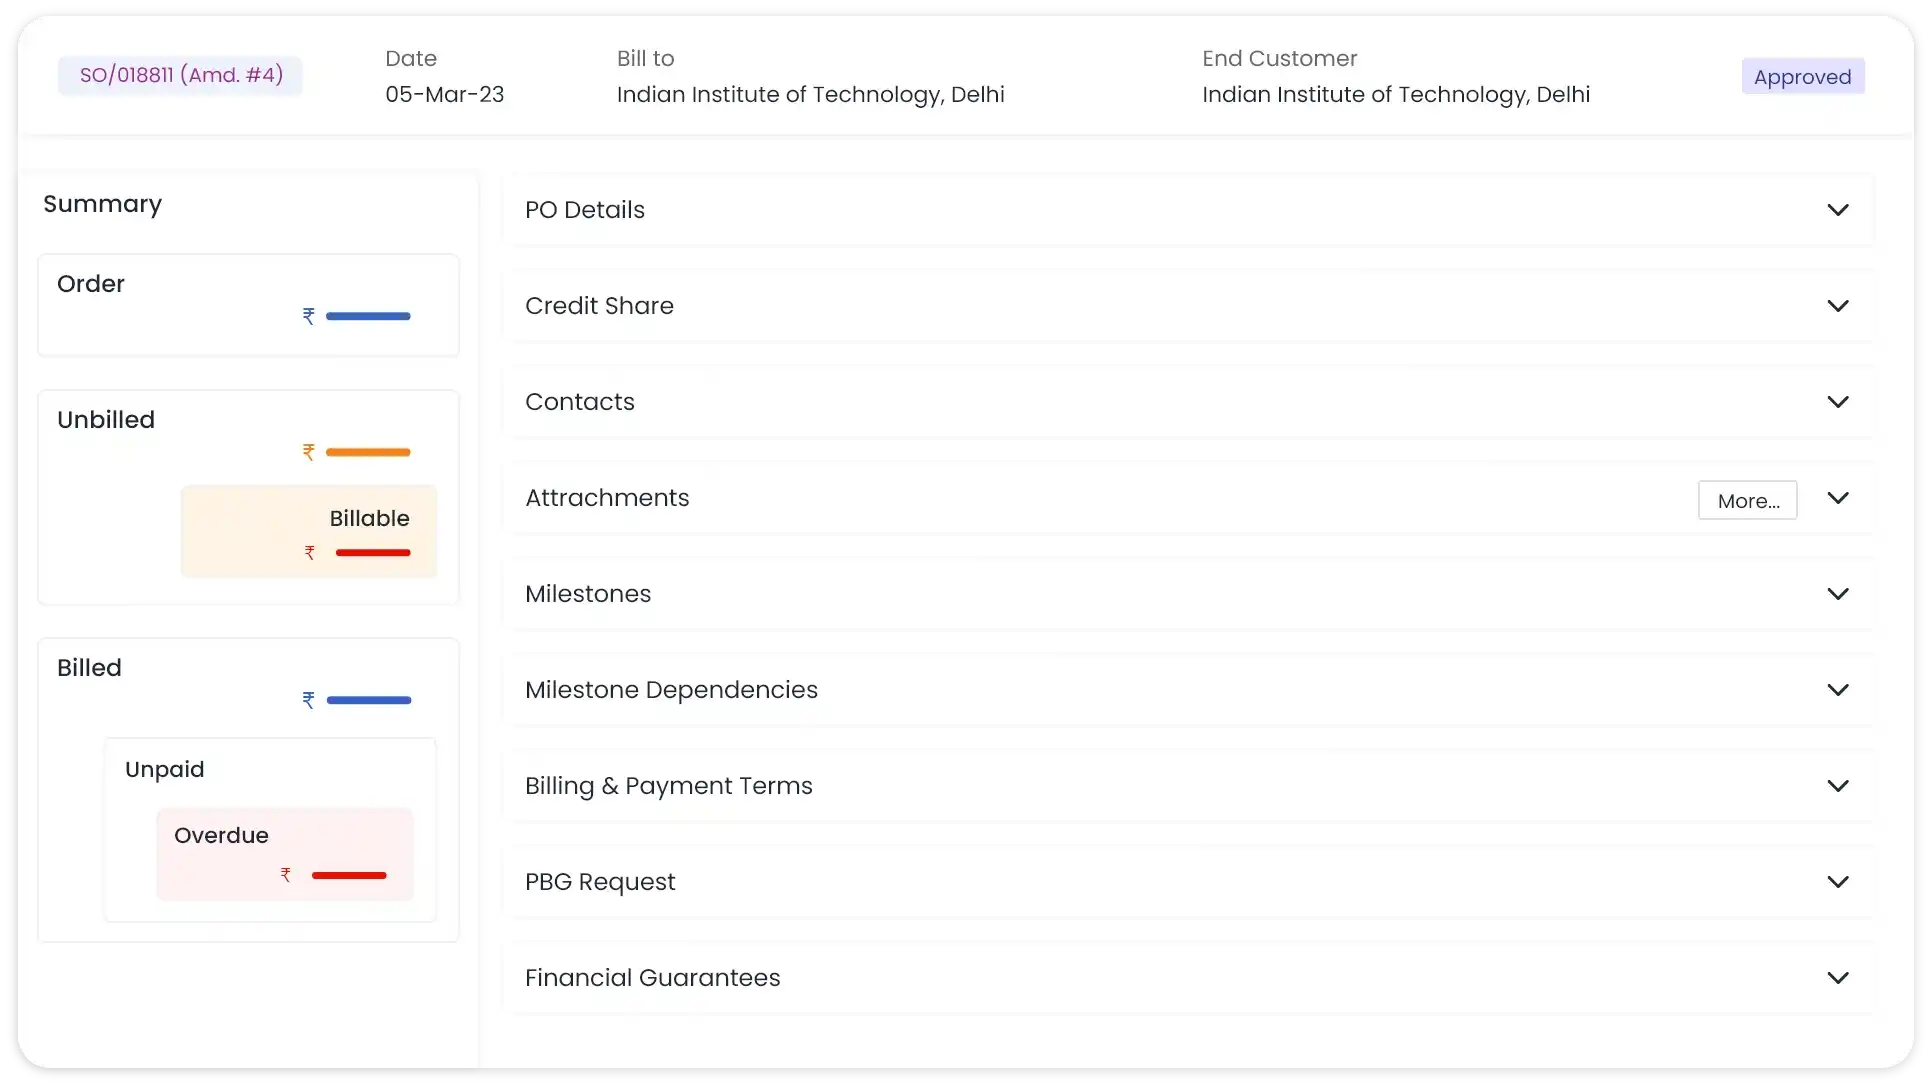 SO/018811 (Amd. #4)
Date
05-Mar-23
Bill to
Indian Institute of Technology, Delhi
End Customer
Indian Institute of Technology, Delhi
Approved
Summary
Order
₹
Unbilled
₹
Billable
₹
Billed
₹
Unpaid
Overdue
₹
PO Details
Credit Share
Contacts
Attrachments
More...
Milestones
Milestone Dependencies
Billing & Payment Terms
PBG Request
Financial Guarantees